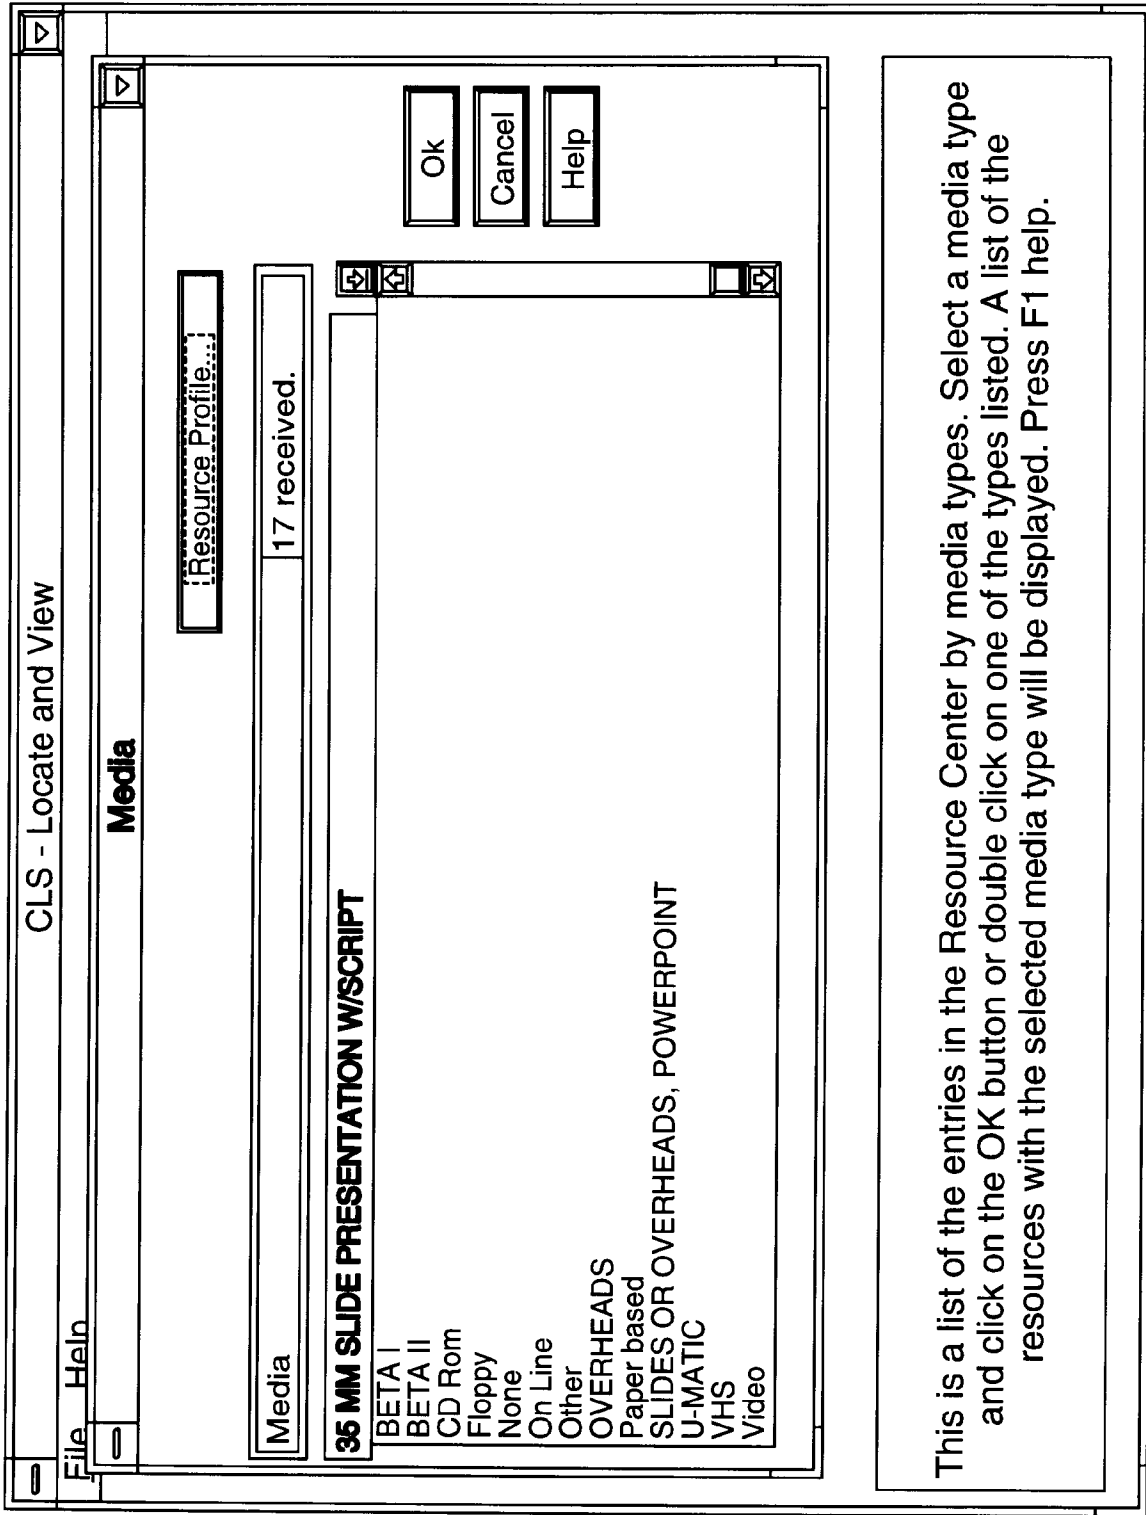 CLS - Locate and View
File Help
Media
Resource Profile...
Media 17 received.
35 MM SLIDE PRESENTATION W/SCRIPT
BETA I
BETA II
CD Rom
Floppy
None
On Line
Other
OVERHEADS
Paper based
SLIDES OR OVERHEADS, POWERPOINT
U-MATIC
VHS
Video
Ok
Cancel
Help
This is a list of the entries in the Resource Center by media types. Select a media type
and click on the OK button or double click on one of the types listed. A list of the
resources with the selected media type will be displayed. Press F1 help.